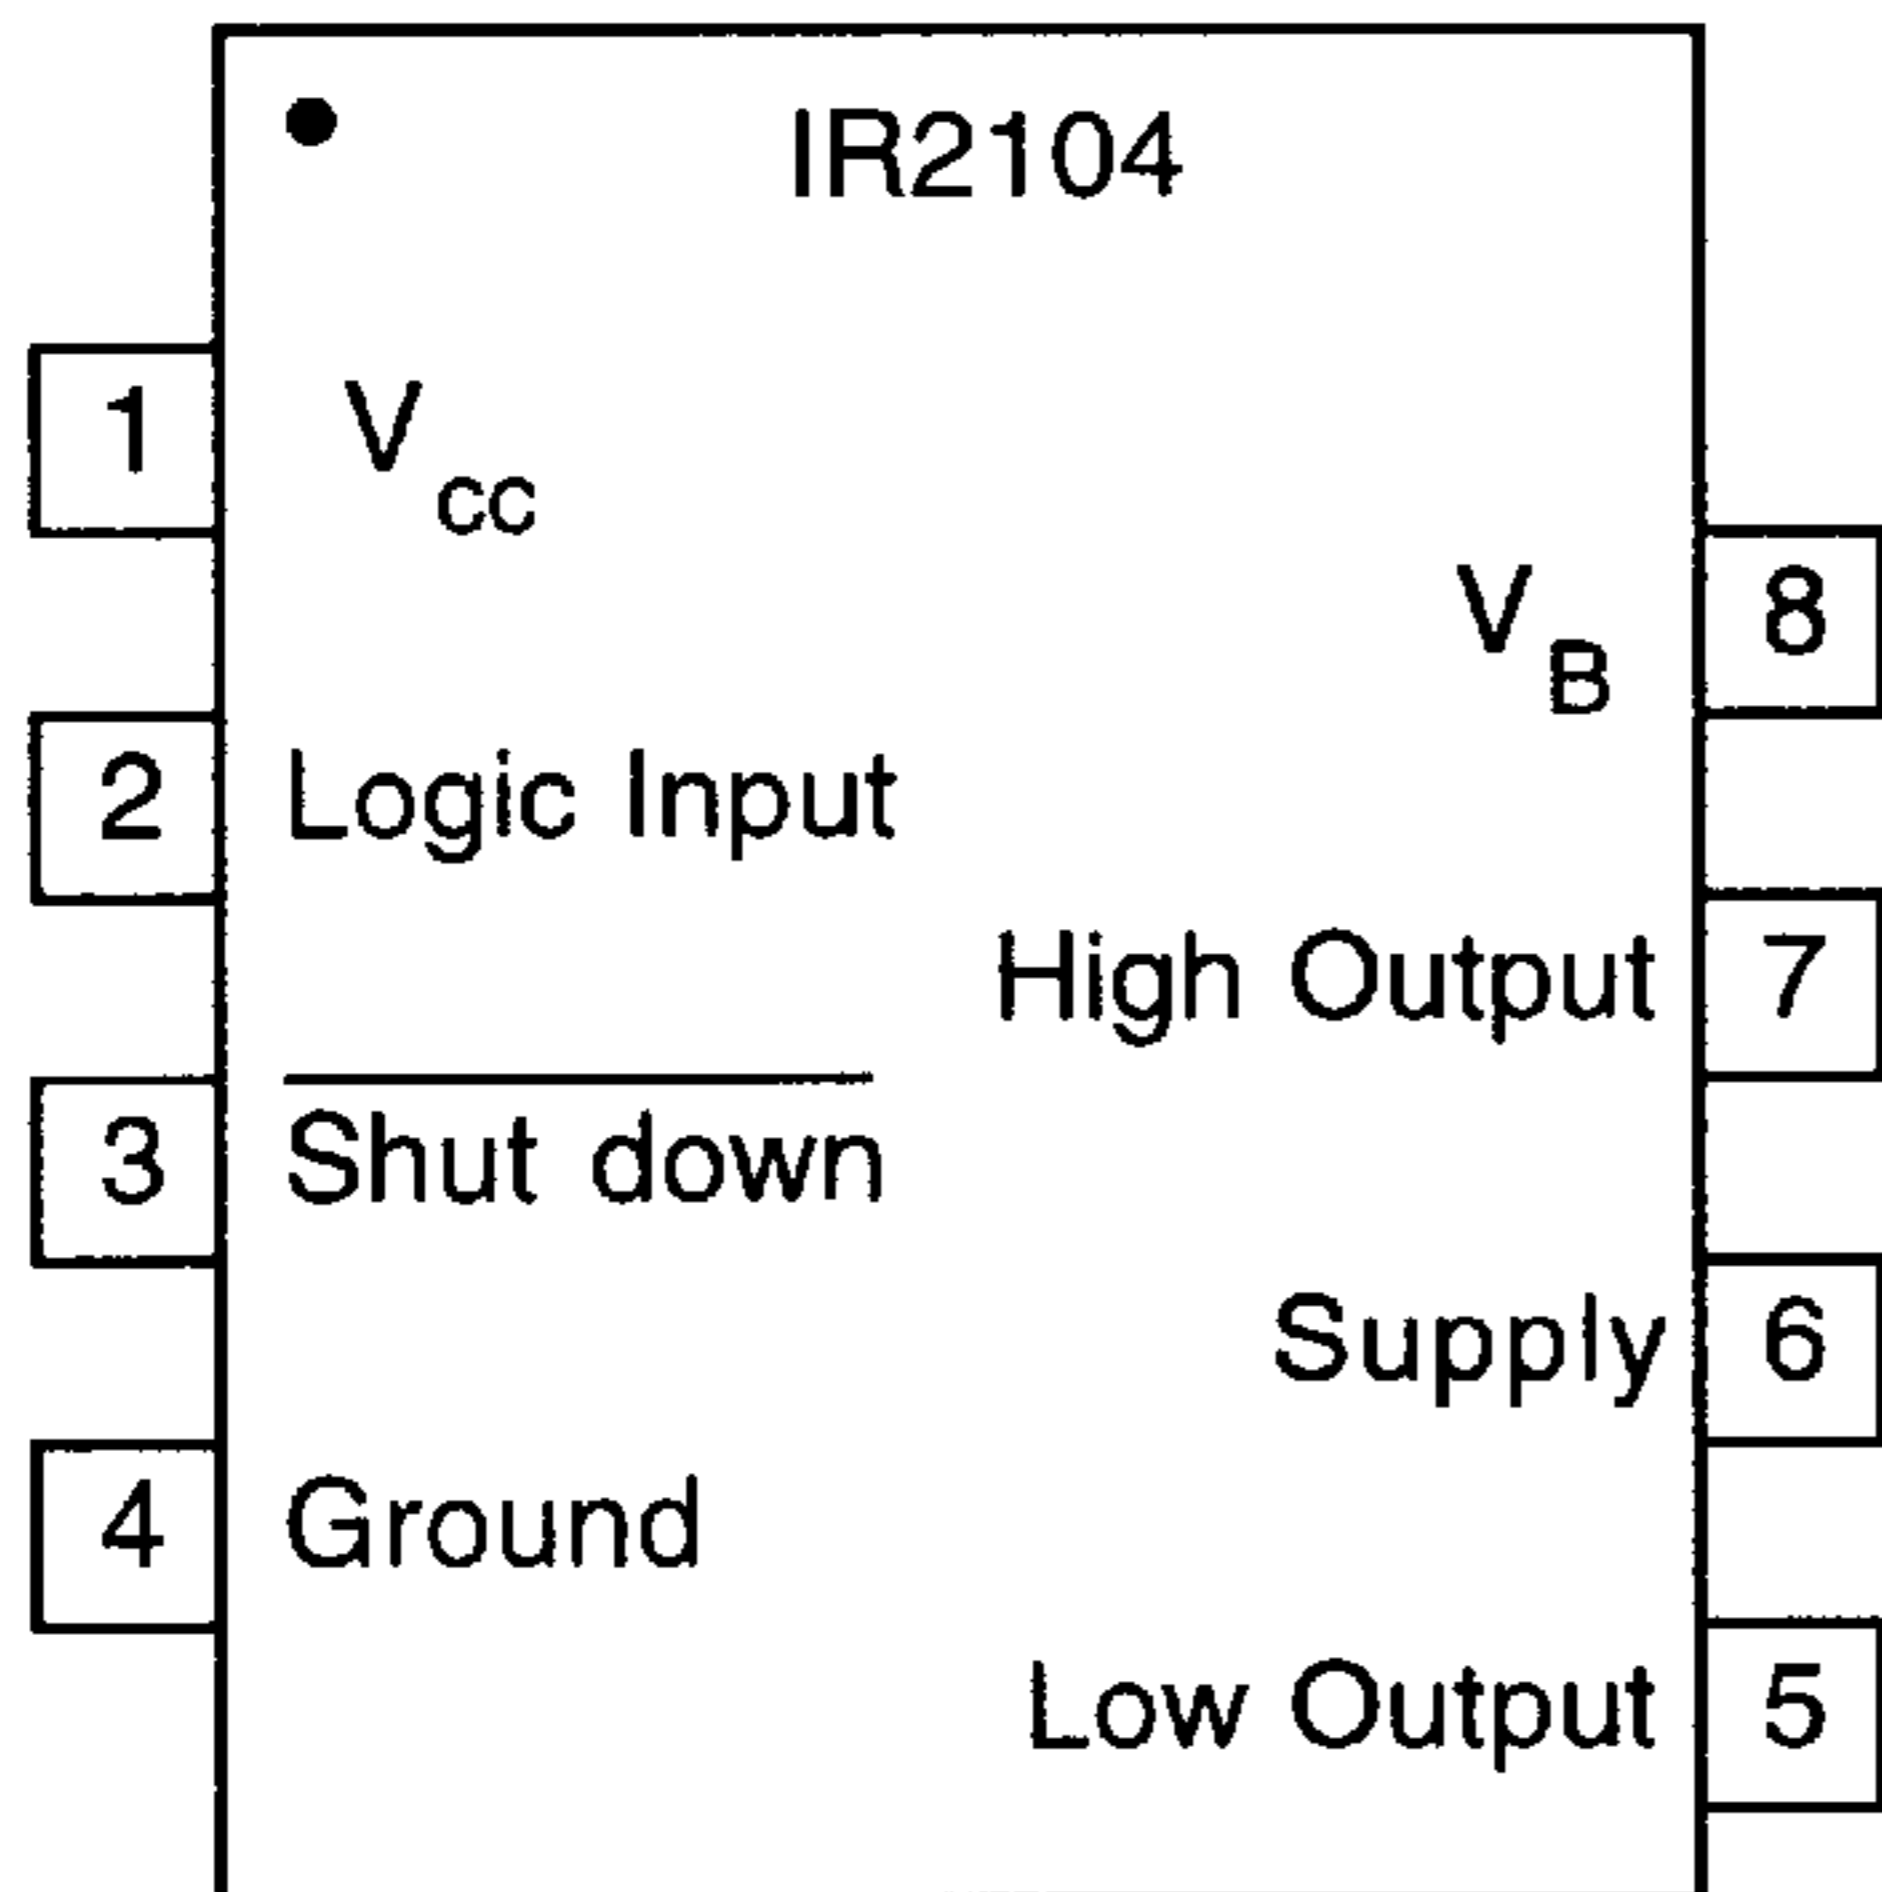 IR2104
1 Vcc
VB 8
2 Logic Input
High Output 7
3 Shut down
Supply 6
4 Ground
Low Output 5